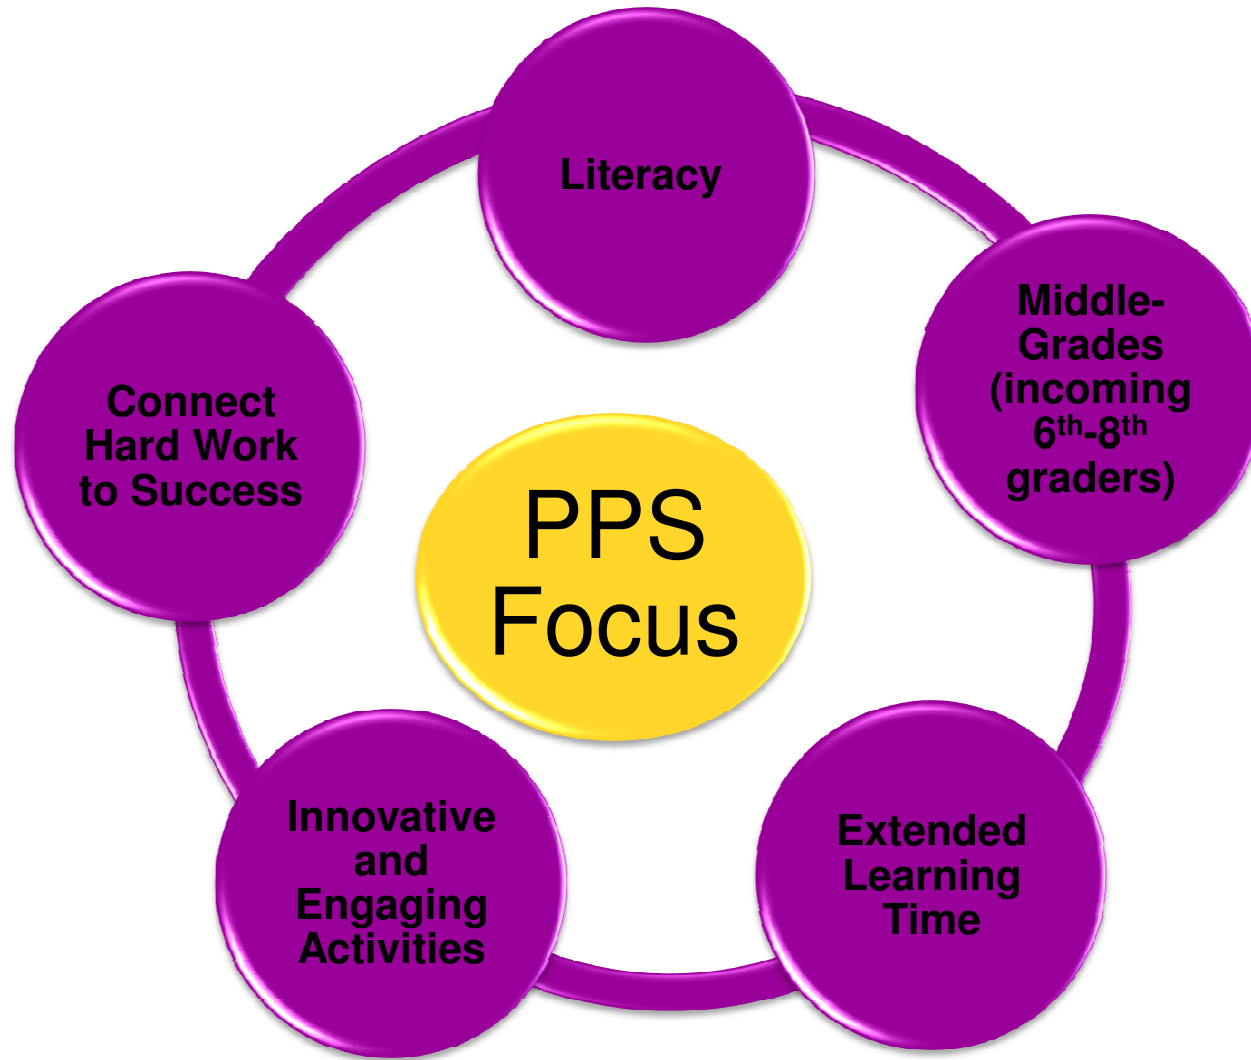 Literacy
Middle-
Grades
(incoming
6th-8th
graders)
Extended
Learning
Time
Innovative
and
Engaging
Activities
Connect
Hard Work
to Success
PPS
Focus